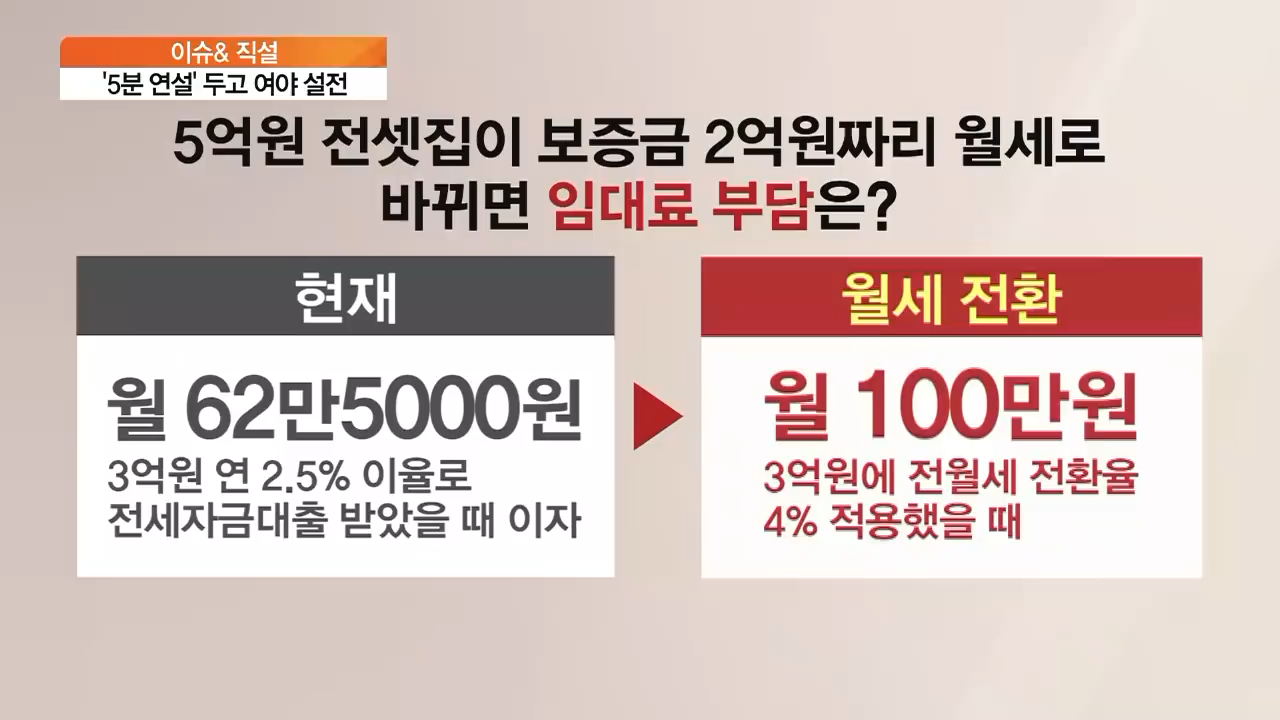 이슈& 직설
'5분 연설' 두고 여야 설전
5억원 전셋집이 보증금 2억원짜리 월세로
바뀌면 임대료 부담은?
현재
월 62만5000원
3억원 연 2.5% 이율로
전세자금대출 받았을 때 이자
월세 전환
월 100만원
3억원에 전월세 전환율
4% 적용했을 때